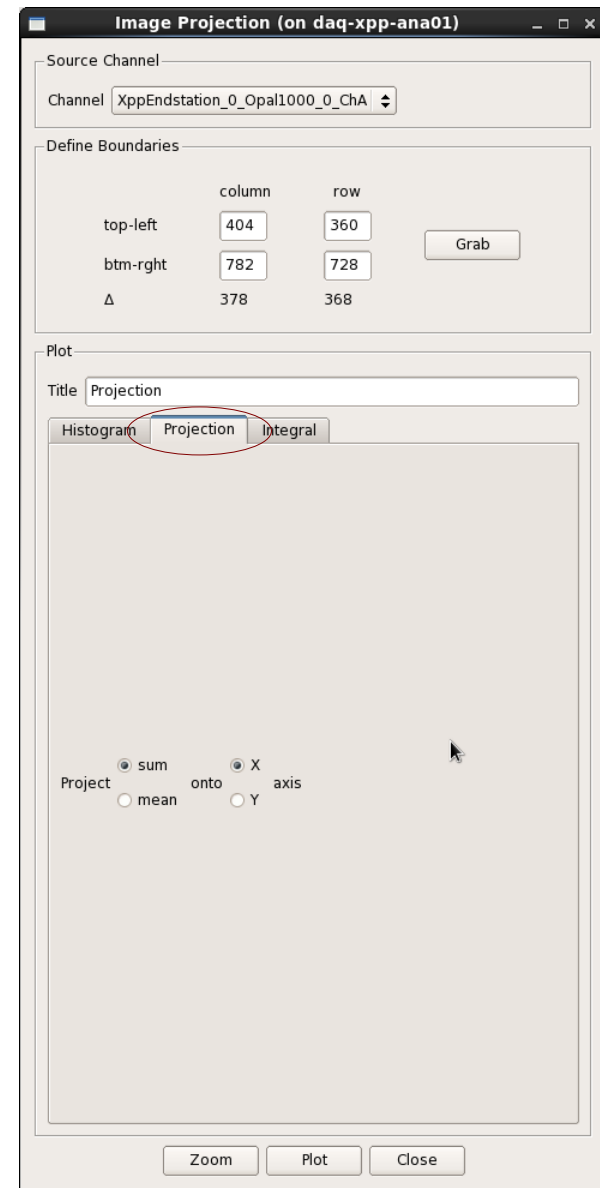 Image Projection (on daq-xpp-ana01)
Source Channel
Channel XppEndstation_0_Opal1000_0_ChA
Define Boundaries
column row
top-left 404 360
Grab
btm-rght 782 728
Δ 378 368
Plot
Title Projection
Histogram Projection Integral
sum X
Project onto axis
mean Y
Zoom Plot Close